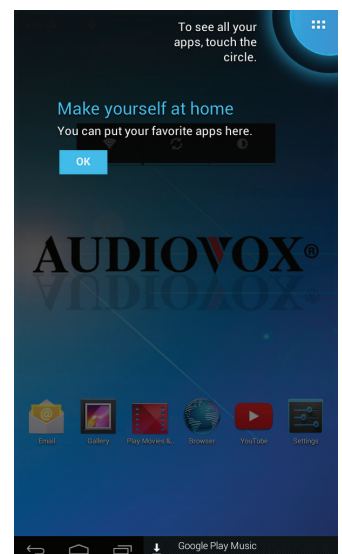 To see all your
apps, touch the
circle.
Make yourself at home
You can put your favorite apps here.
OK
AUDIOVOX®
Email
Gallery
Play Movies &
Browser
YouTube
Settings
Google Play Music